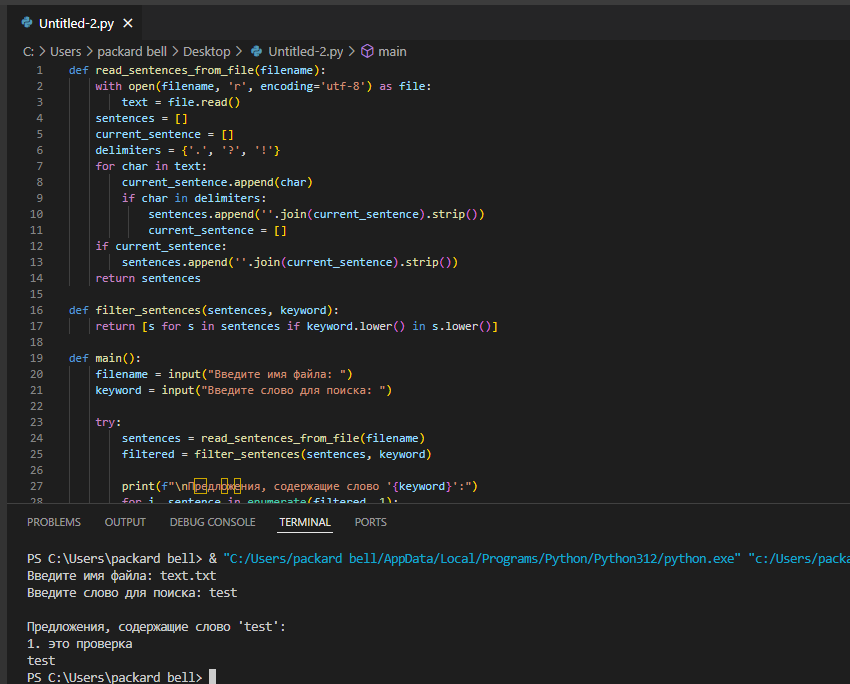 Untitled-2.py ×
C: > Users > packard bell > Desktop > Untitled-2.py > main
1 def read_sentences_from_file(filename):
2 with open(filename, 'r', encoding='utf-8') as file:
3 text = file.read()
4 sentences = []
5 current_sentence = []
6 delimiters = {'.', '?', '!'}
7 for char in text:
8 current_sentence.append(char)
9 if char in delimiters:
10 sentences.append(''.join(current_sentence).strip())
11 current_sentence = []
12 if current_sentence:
13 sentences.append(''.join(current_sentence).strip())
14 return sentences
15
16 def filter_sentences(sentences, keyword):
17 return [s for s in sentences if keyword.lower() in s.lower()]
18
19 def main():
20 filename = input("Введите имя файла: ")
21 keyword = input("Введите слово для поиска: ")
22
23 try:
24 sentences = read_sentences_from_file(filename)
25 filtered = filter_sentences(sentences, keyword)
26
27 print(f"\nПредложения, содержащие слово '{keyword}':")
28 for i, sentence in enumerate(filtered, 1):
PROBLEMS OUTPUT DEBUG CONSOLE TERMINAL PORTS
PS C:\Users\packard bell> & "C:/Users/packard bell/AppData/Local/Programs/Python/Python312/python.exe" "c:/Users/packa
Введите имя файла: text.txt
Введите слово для поиска: test
Предложения, содержащие слово 'test':
1. это проверка
test
PS C:\Users\packard bell>